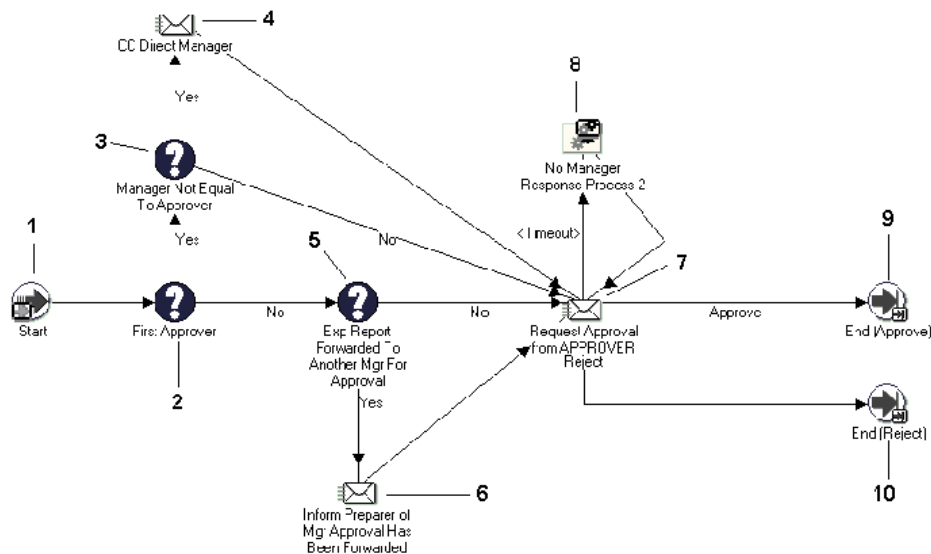 4
CC Direct Manager
8
Yes
3
No Manager
Response Process 2
Manager Not Equal
To Approver
1
Yes
5
No
<Timeout>
7
9
Start
First Approver
No
Exp Report
Forwarded To
Another Mgr For
Approval
No
Request Approval
from APPROVER
Reject
Approve
End (Approve)
2
Yes
End (Reject)
6
10
Inform Preparer of
Mgr Approval Has
Been Forwarded